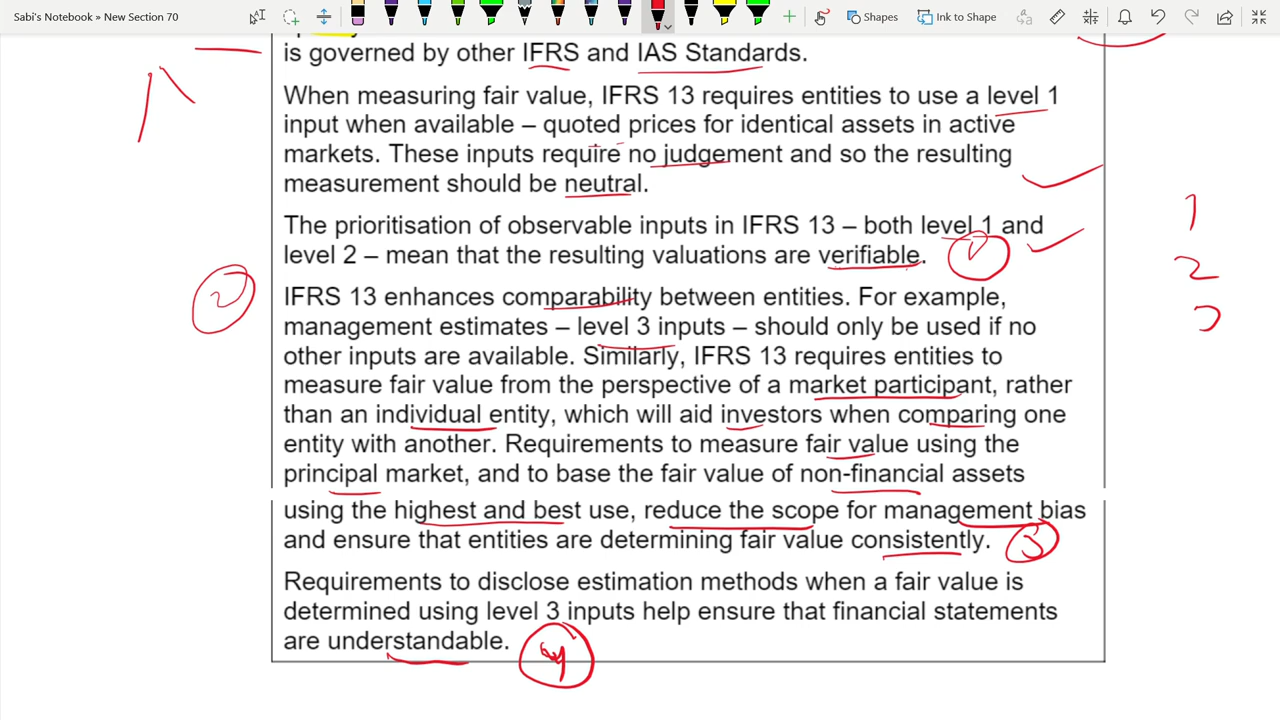 Sabi's Notebook » New Section 70
Shapes
Ink to Shape
is governed by other IFRS and IAS Standards.
When measuring fair value, IFRS 13 requires entities to use a level 1
input when available – quoted prices for identical assets in active
markets. These inputs require no judgement and so the resulting
measurement should be neutral.
The prioritisation of observable inputs in IFRS 13 – both level 1 and
level 2 – mean that the resulting valuations are verifiable.
IFRS 13 enhances comparability between entities. For example,
management estimates – level 3 inputs – should only be used if no
other inputs are available. Similarly, IFRS 13 requires entities to
measure fair value from the perspective of a market participant, rather
than an individual entity, which will aid investors when comparing one
entity with another. Requirements to measure fair value using the
principal market, and to base the fair value of non-financial assets
using the highest and best use, reduce the scope for management bias
and ensure that entities are determining fair value consistently.
3
Requirements to disclose estimation methods when a fair value is
determined using level 3 inputs help ensure that financial statements
are understandable.
2
1
2